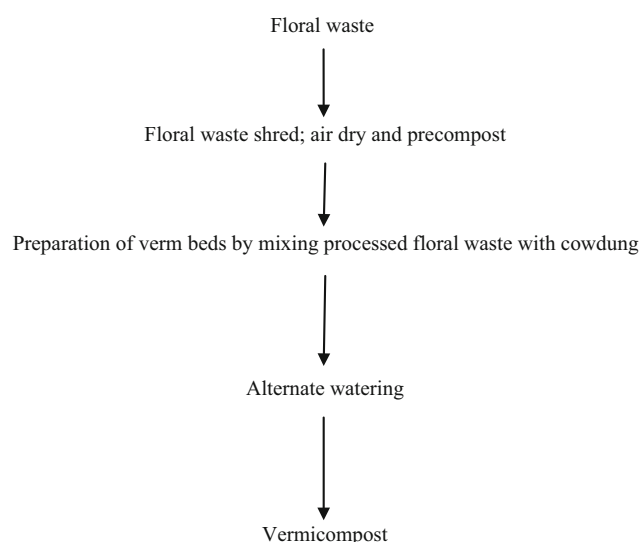 Floral waste
Floral waste shred; air dry and precompost
Preparation of verm beds by mixing processed floral waste with cowdung
Alternate watering
Vermicompost